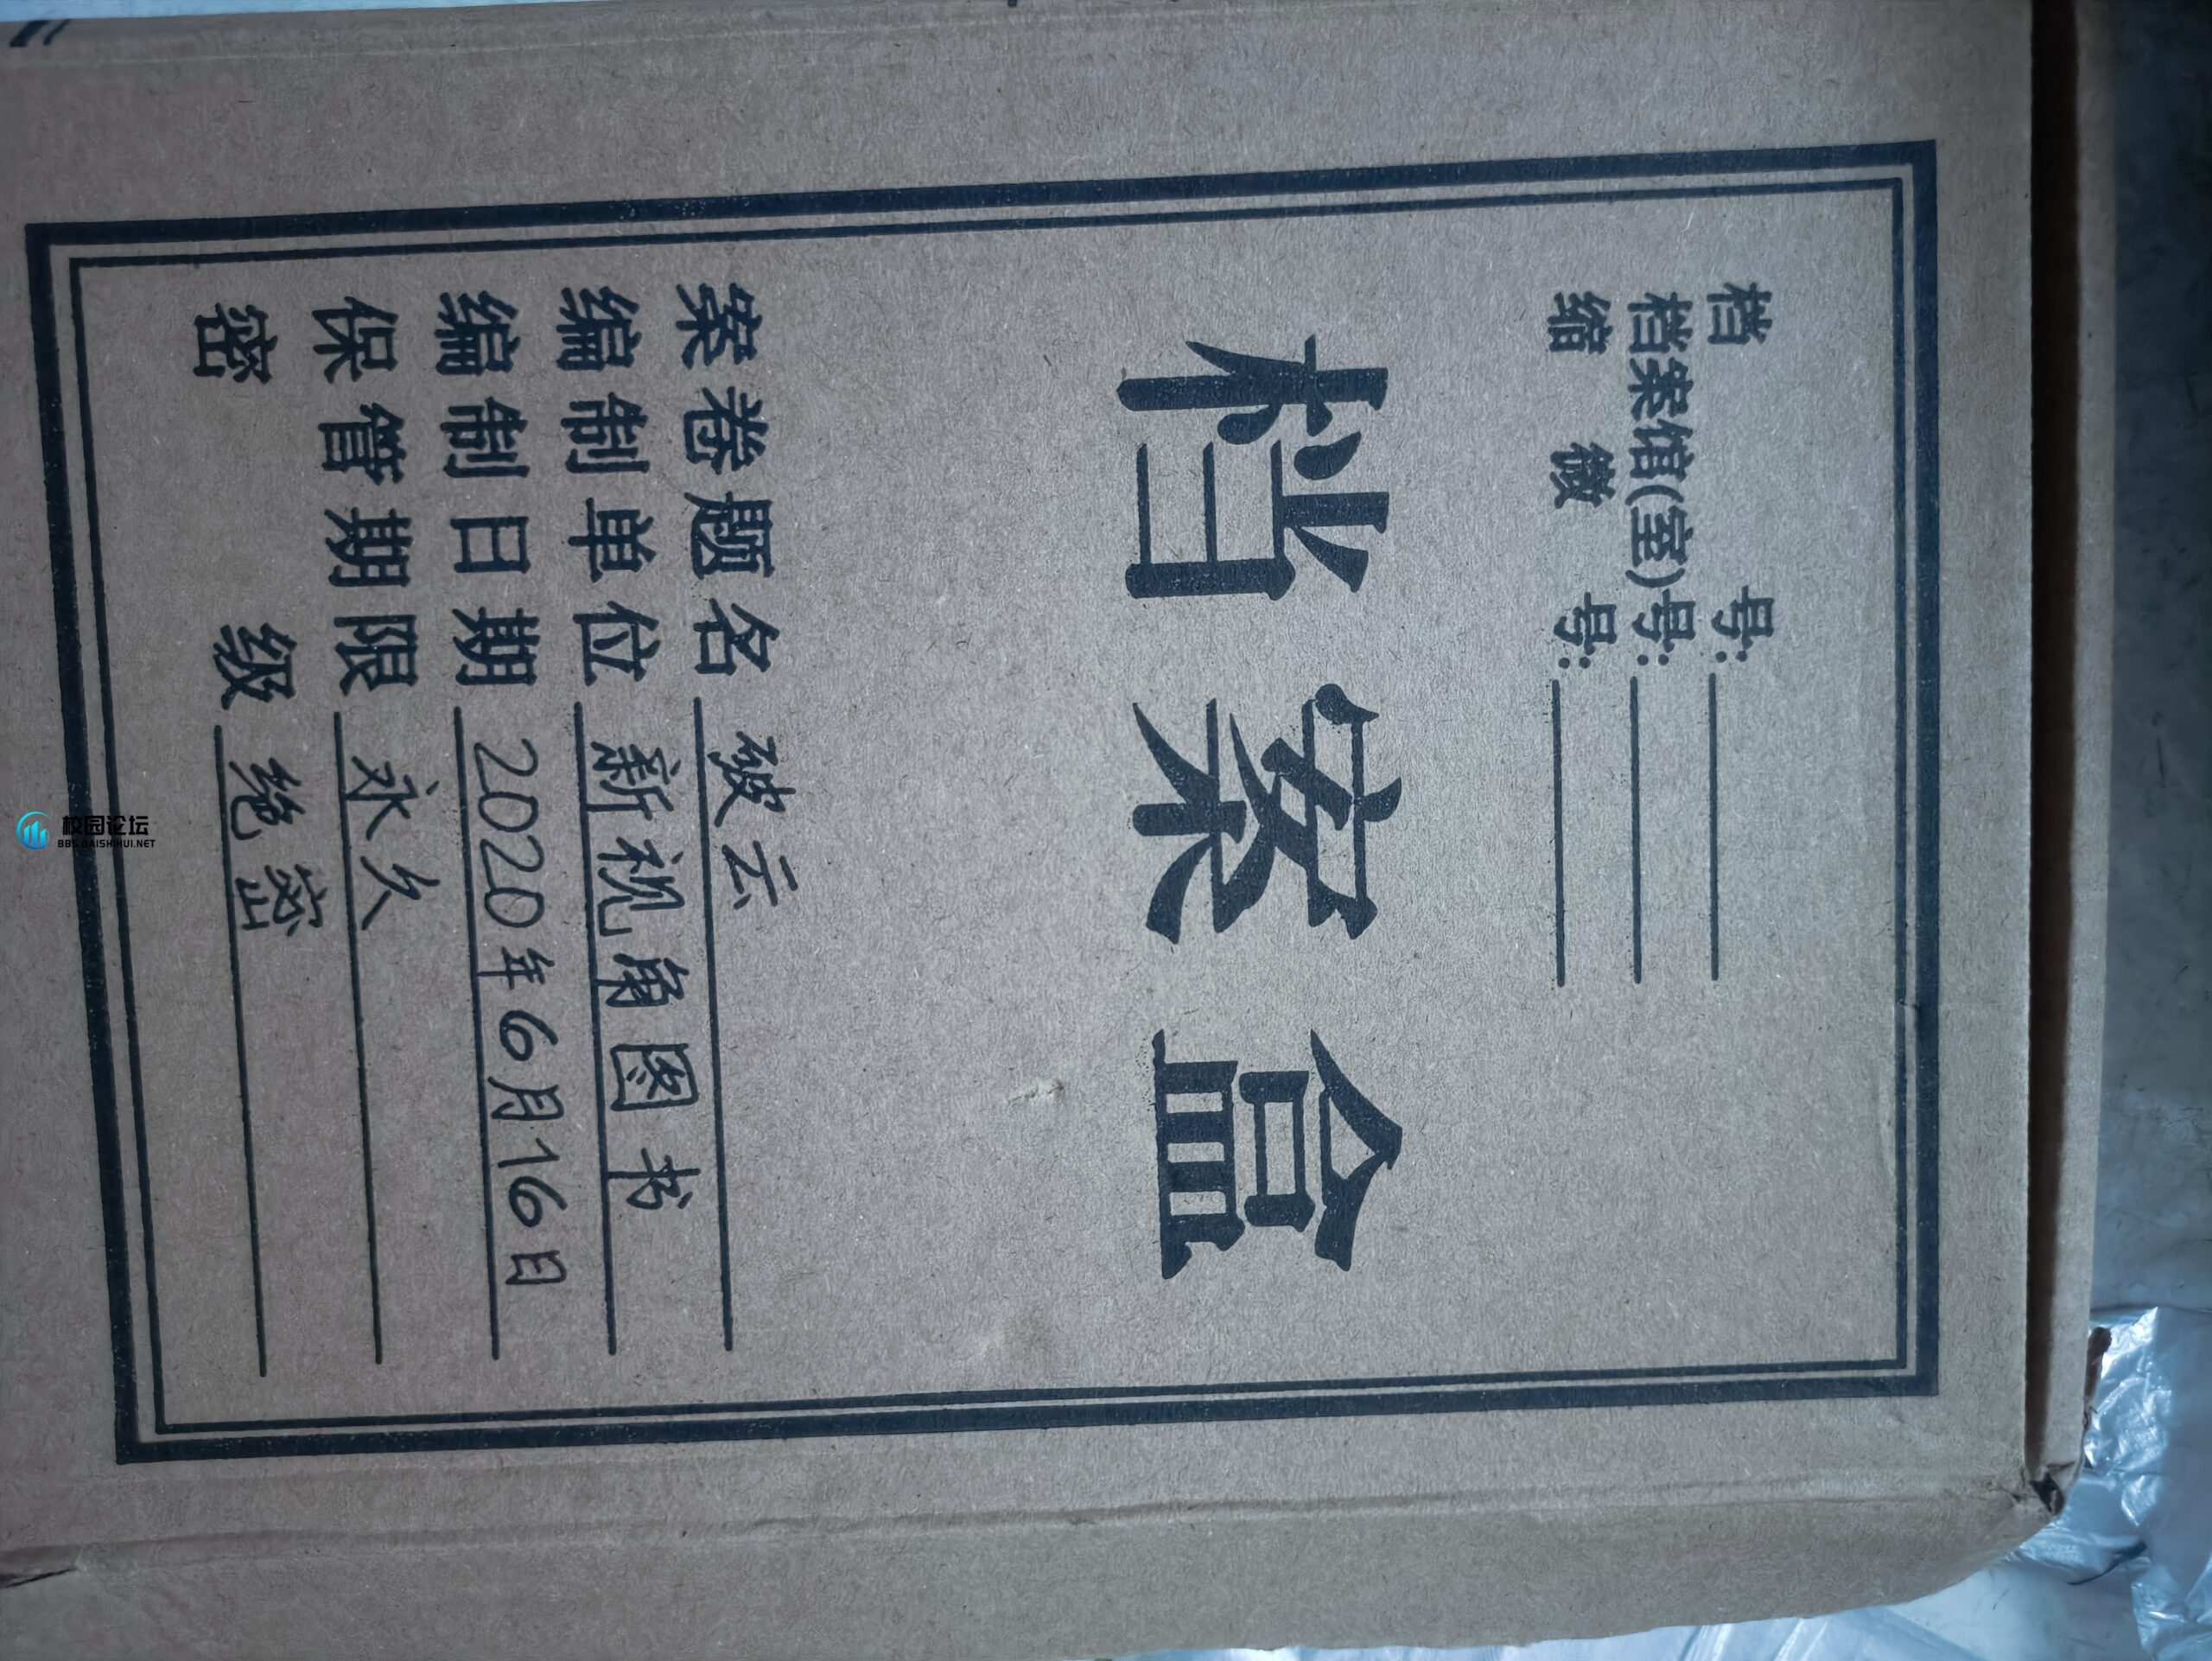 档 号:
档案馆(室)号:
缩 微 号:
档案盒
案卷题名 破云
编制单位 新视角图书
编制日期 2020年6月16日
保管期限 永久
密 级 绝密
校园论坛
BBS.BAISHIHUI.NET